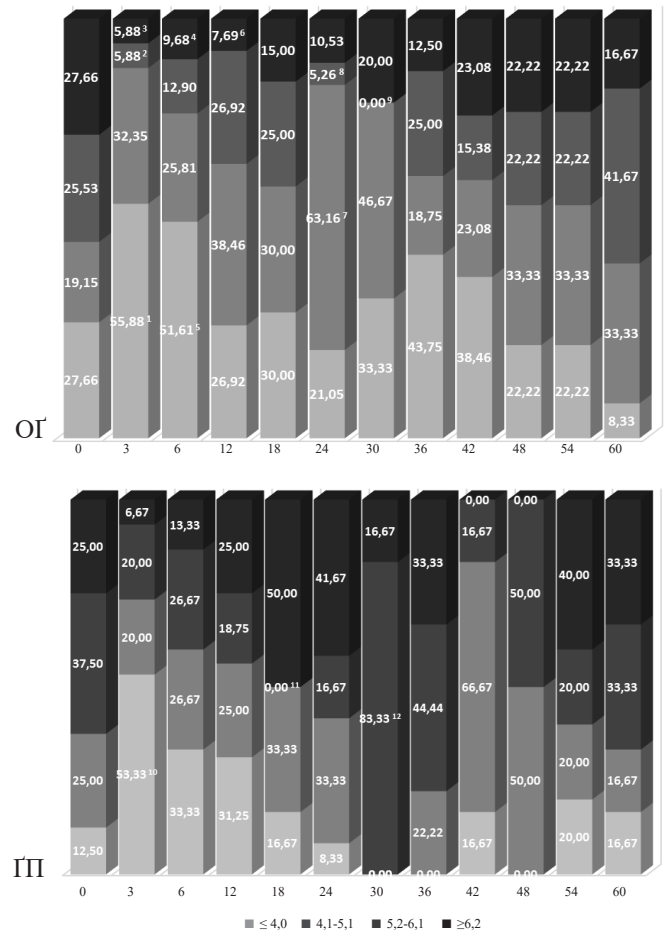 5,88³ 9,68⁴ 7,69⁶ 15,00 10,53 20,00 12,50 16,67
27,66 5,88² 12,90 26,92 25,00 5,26⁸ 0,00⁹ 25,00 23,08 22,22 22,22 41,67
25,53 32,35 25,81 38,46 30,00 63,16⁷ 46,67 18,75 15,38 22,22 22,22 33,33
19,15 55,88¹ 51,61⁵ 26,92 30,00 21,05 33,33 43,75 23,08 33,33 33,33 8,33
27,66 38,46 22,22 22,22
ОҐ
0 3 6 12 18 24 30 36 42 48 54 60
25,00 6,67 13,33 25,00 50,00 41,67 16,67 33,33 0,00 0,00 40,00 33,33
37,50 20,00 26,67 18,75 0,00¹¹ 16,67 83,33¹² 44,44 16,67 50,00 20,00 33,33
25,00 20,00 26,67 25,00 33,33 33,33 0,00 22,22 66,67 50,00 20,00 16,67
12,50 53,33¹⁰ 33,33 31,25 16,67 8,33 0,00 16,67 0,00 20,00 16,67
ҐП
0 3 6 12 18 24 30 36 42 48 54 60
≤ 4,0 4,1-5,1 5,2-6,1 ≥6,2